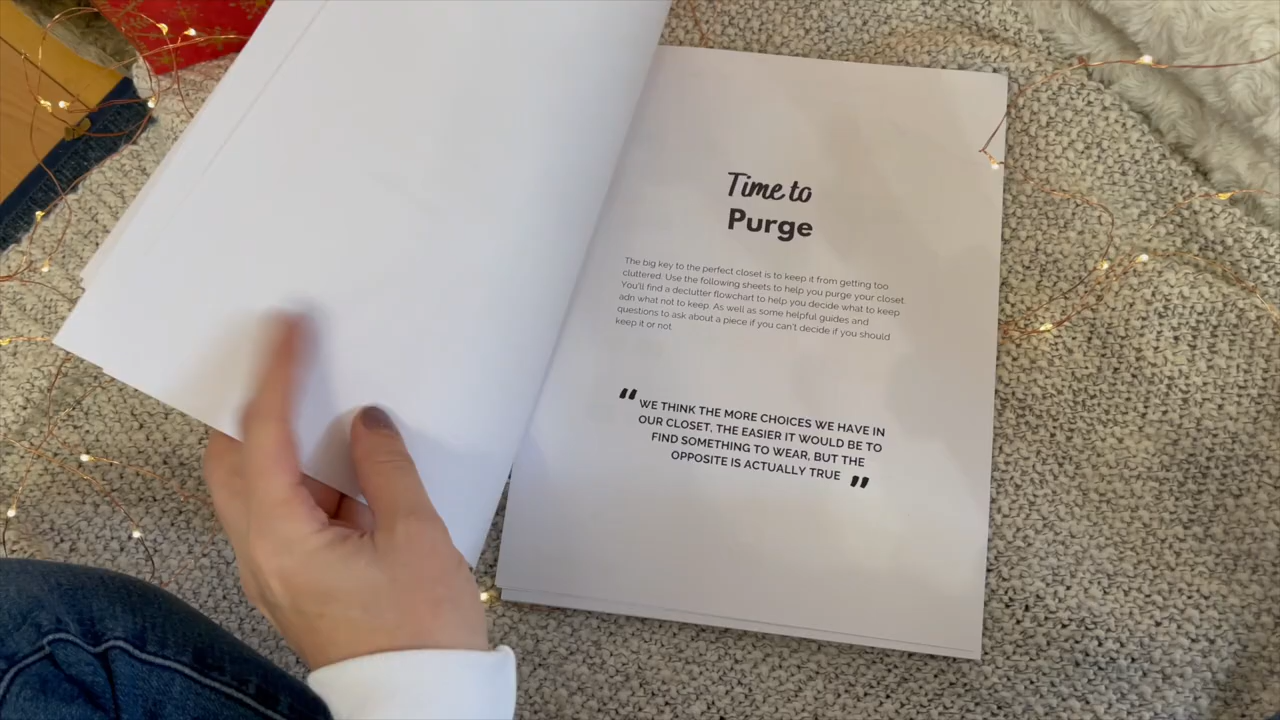 Time to
Purge
The big key to the perfect closet is to keep it from getting too
cluttered. Use the following sheets to help you purge your closet.
You'll find a declutter flowchart to help you decide what to keep
adn what not to keep. As well as some helpful guides and
questions to ask about a piece if you can't decide if you should
keep it or not
" WE THINK THE MORE CHOICES WE HAVE IN
OUR CLOSET, THE EASIER IT WOULD BE TO
FIND SOMETHING TO WEAR, BUT THE
OPPOSITE IS ACTUALLY TRUE "